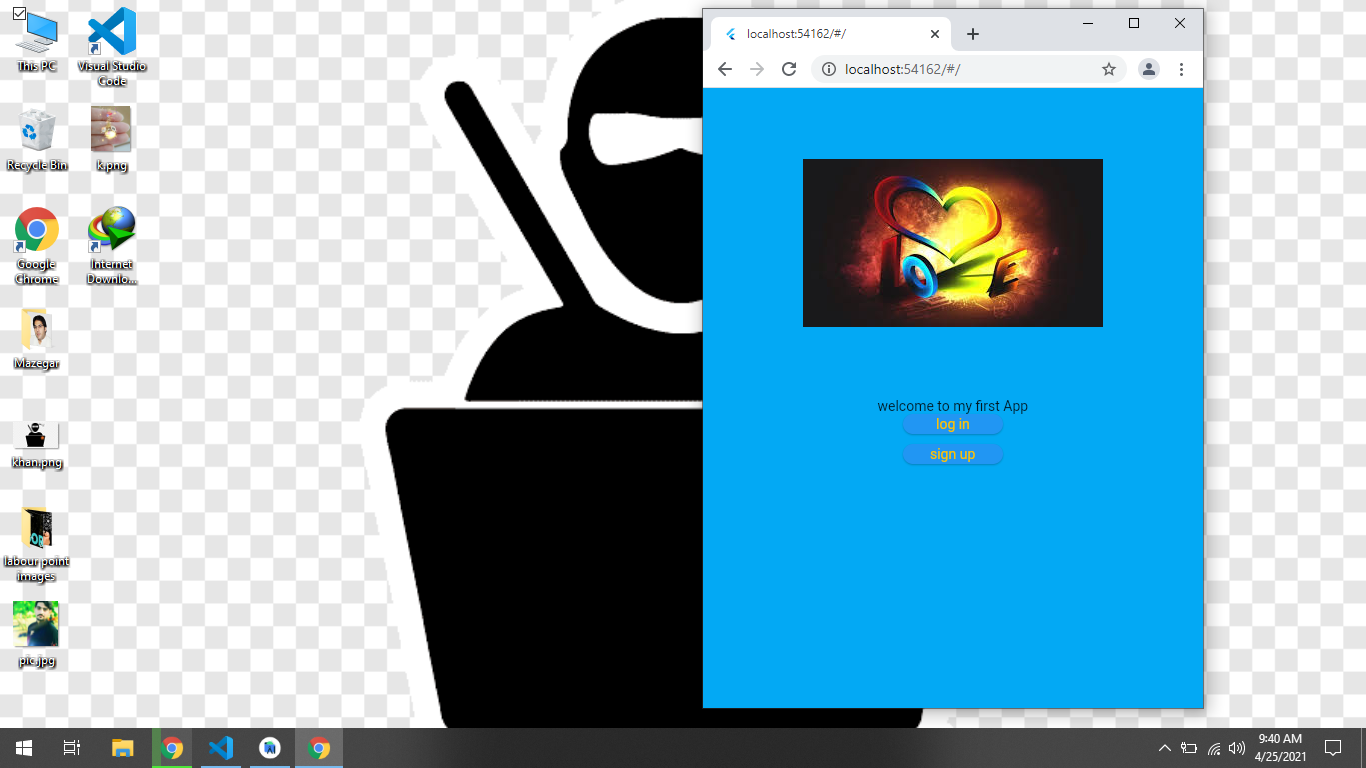 This PC
Visual Studio
Code
Recycle Bin
k.png
Google
Chrome
Internet
Downlo...
Mazegar
khan.png
labour point
images
pic.jpg
localhost:54162/#/
localhost:54162/#/
LOVE
welcome to my first App
log in
sign up
9:40 AM
4/25/2021